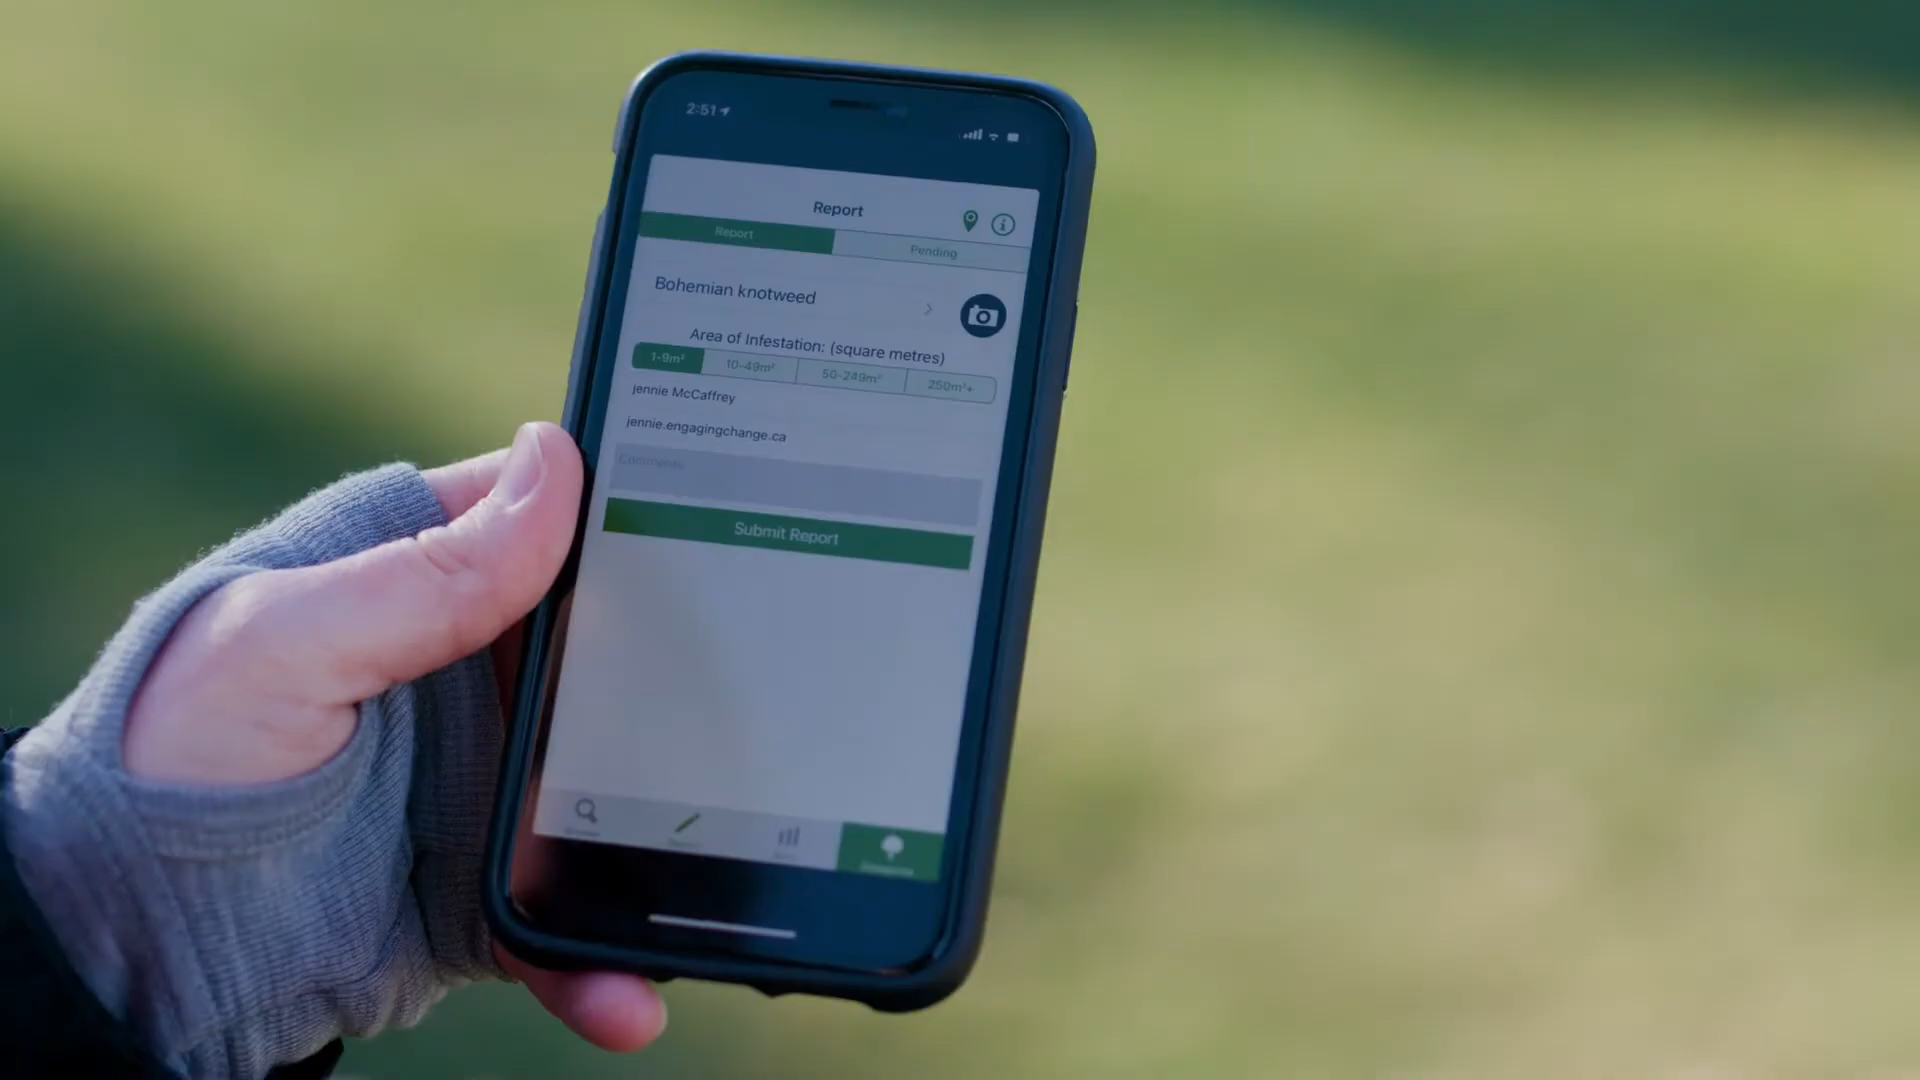 2:51
Report
Report Pending
Bohemian knotweed
Area of Infestation: (square metres)
1-9m² 10-49m² 50-249m² 250m²+
jennie McCaffrey
jennie.engagingchange.ca
Comments
Submit Report